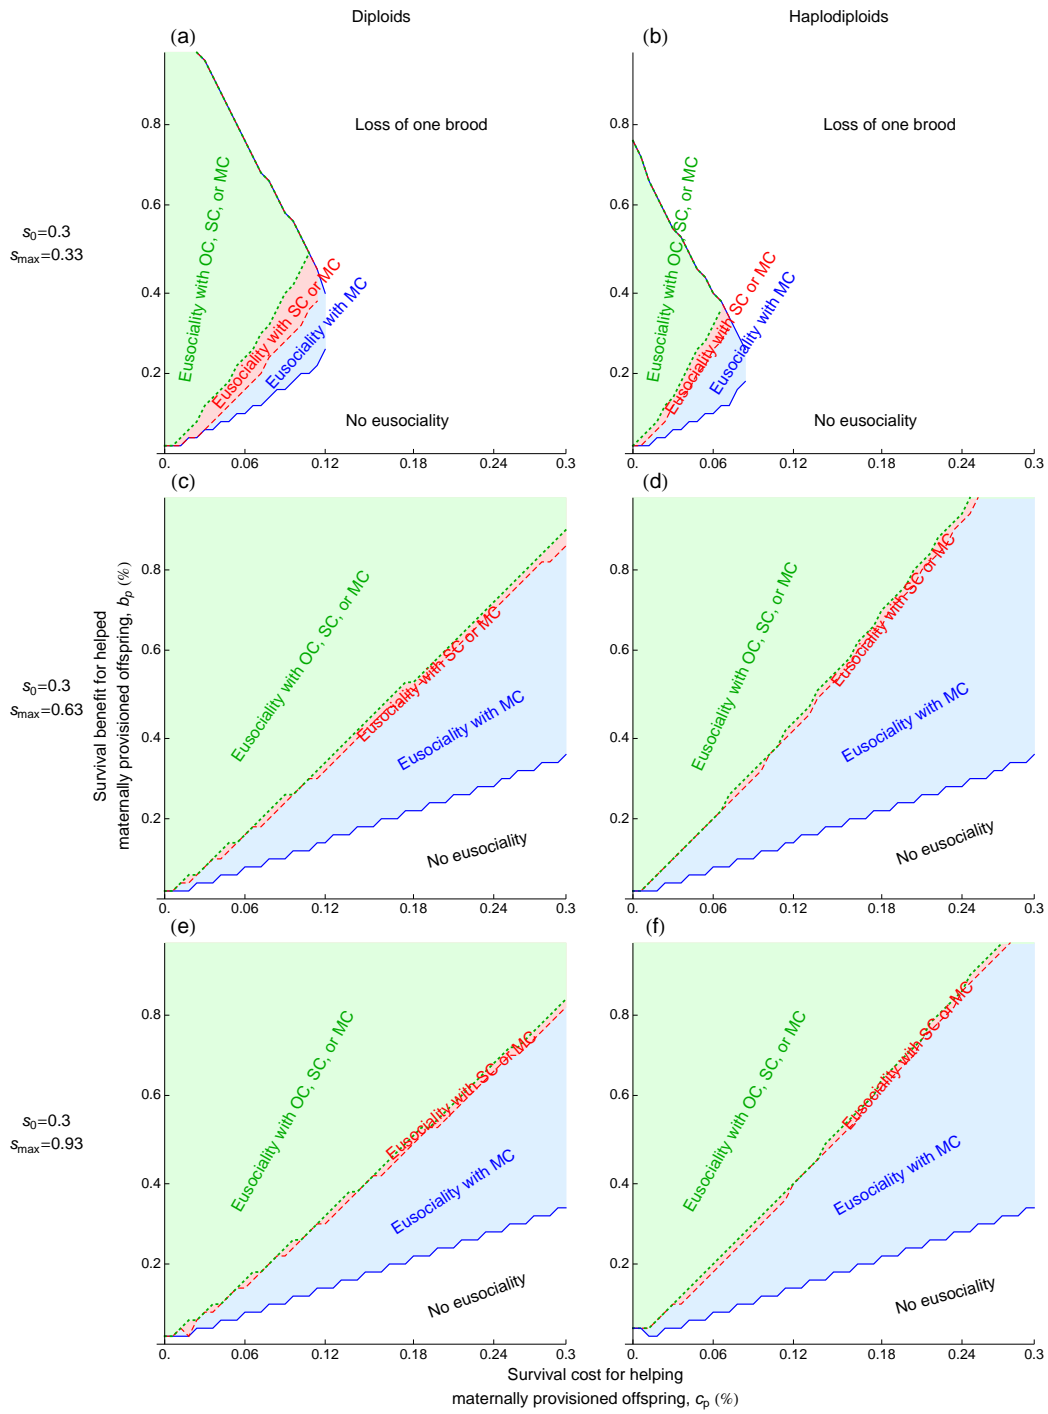 Diploids
Haplodiploids
(a)
(b)
0.8
0.6
0.4
0.2
0.
0.06
0.12
0.24
0.3
Loss of one brood
Eusociality with OC, SC, or MC
Eusociality with SC or MC
Eusociality with MC
No eusociality
0.8
0.6
0.4
0.2
0.
0.06
0.12
0.24
0.3
Loss of one brood
Eusociality with OC, SC, or MC
Eusociality with SC or MC
Eusociality with MC
No eusociality
s0=0.3
smax=0.33
(c)
(d)
0.8
0.6
0.4
0.2
0.
0.06
0.12
0.18
0.24
0.3
Eusociality with OC, SC, or MC
Eusociality with SC or MC
Eusociality with MC
No eusociality
0.
0.06
0.12
0.18
0.24
0.3
0.8
0.6
0.4
0.2
Eusociality with OC, SC, or MC
Eusociality with SC or MC
Eusociality with MC
No eusociality
s0=0.3
smax=0.63
Survival benefit for helped
maternally provisioned offspring, bp (%)
(e)
(f)
0.8
0.6
0.4
0.2
0.
0.06
0.12
0.18
0.24
0.3
Eusociality with OC, SC, or MC
Eusociality with SC or MC
Eusociality with MC
No eusociality
0.8
0.6
0.4
0.2
0.
0.06
0.12
0.18
0.24
0.3
Eusociality with OC, SC, or MC
Eusociality with SC or MC
Eusociality with MC
No eusociality
s0=0.3
smax=0.93
Survival cost for helping
maternally provisioned offspring, cp (%)